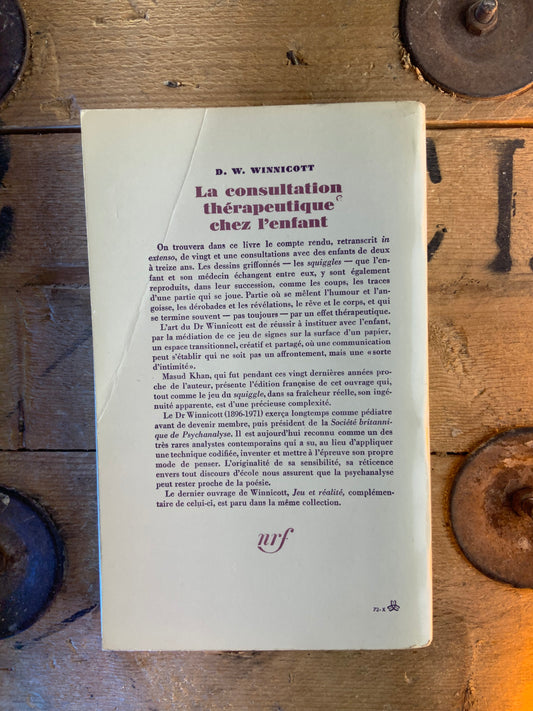 D. W. WINNICOTT
La consultation
thérapeutique
chez l'enfant
On trouvera dans ce livre le compte rendu, retranscrit in
extenso, de vingt et une consultations avec des enfants de deux
à treize ans. Les dessins griffonnés — les squiggles — que l'en-
fant et son médecin échangent entre eux, y sont également
reproduits, dans leur succession, comme les coups, les traces
d'une partie qui se joue. Partie où se mêlent l'humour et l'an-
goisse, les dérobades et les révélations, le rêve et le corps, et qui
se termine souvent — pas toujours — par un effet thérapeutique.
L'art du Dr Winnicott est de réussir à instituer avec l'enfant,
par la médiation de ce jeu de signes sur la surface d'un papier,
un espace transitionnel, créatif et partagé, où une communication
peut s'établir qui ne soit pas un affrontement, mais une « sorte
d'intimité ».
Masud Khan, qui fut pendant ces vingt dernières années pro-
che de l'auteur, présente l'édition française de cet ouvrage qui,
tout comme le jeu du squiggle, dans sa fraîcheur réelle, son ingé-
nuité apparente, est d'une précieuse complexité.
Le Dr Winnicott (1896-1971) exerça longtemps comme pédiatre
avant de devenir membre, puis président de la Société britanni-
que de Psychanalyse. Il est aujourd'hui reconnu comme un des
très rares analystes contemporains qui a su, au lieu d'appliquer
une technique codifiée, inventer et mettre à l'épreuve son propre
mode de penser. L'originalité de sa sensibilité, sa réticence
envers tout discours d'école nous assurent que la psychanalyse
peut rester proche de la poésie.
Le dernier ouvrage de Winnicott, Jeu et réalité, complémen-
taire de celui-ci, est paru dans la même collection.
nrf
72-X